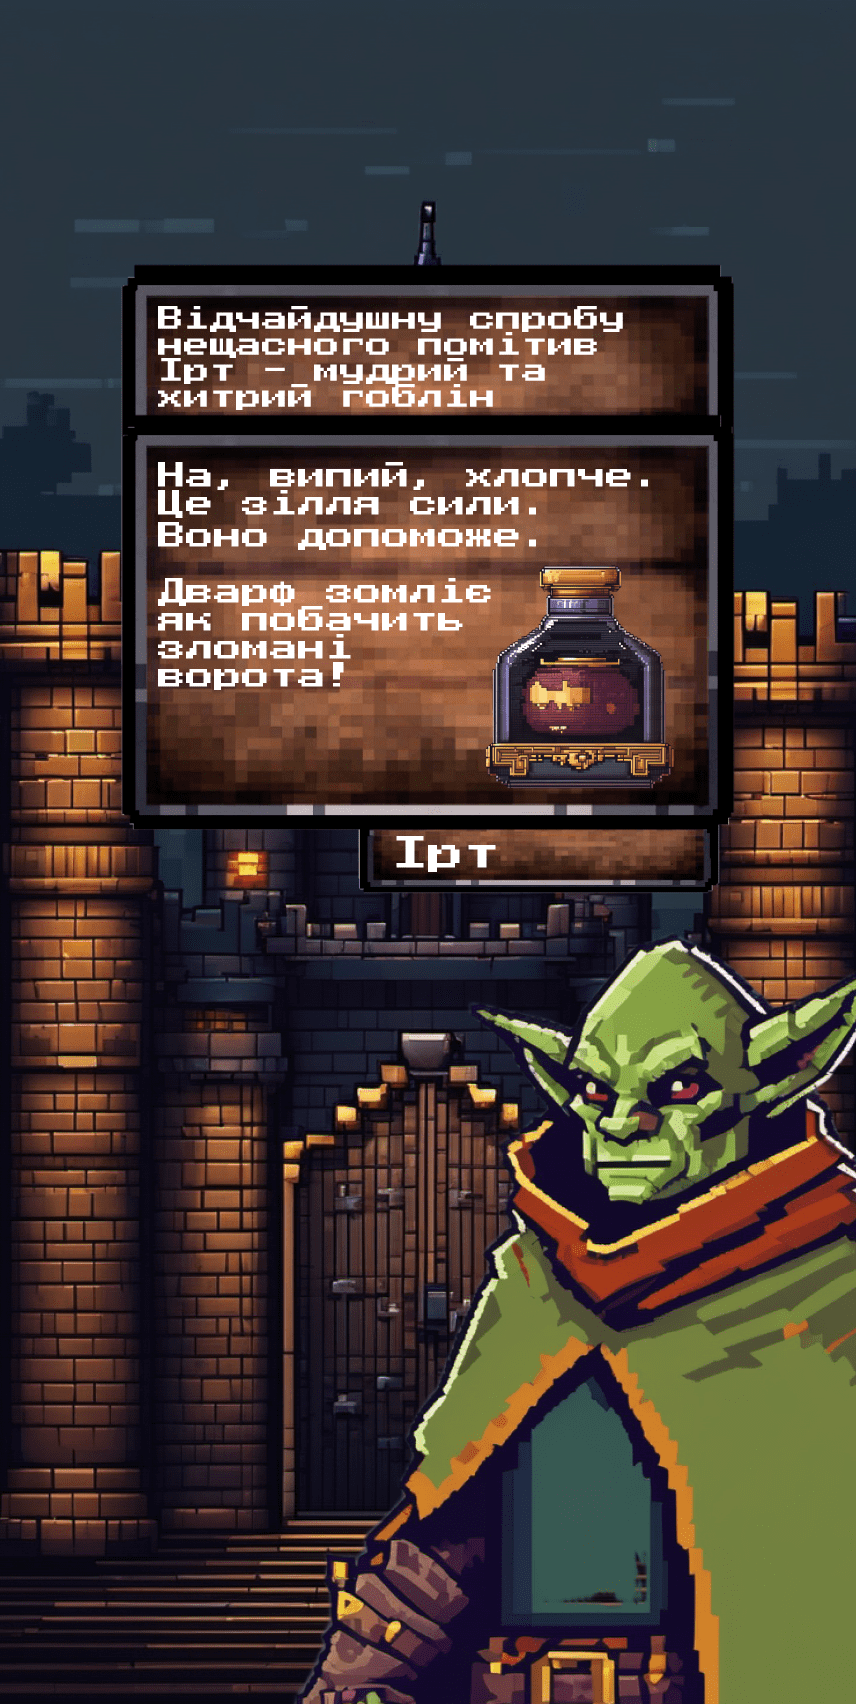 Відчайдушну спробу
нещасного помітив
Ірт - мудрий та
хитрий гоблін
На, випий, хлопче.
Це зілля сили.
Воно допоможе.
Дварф зомліє
як побачить
зломані
ворота!
Ірт